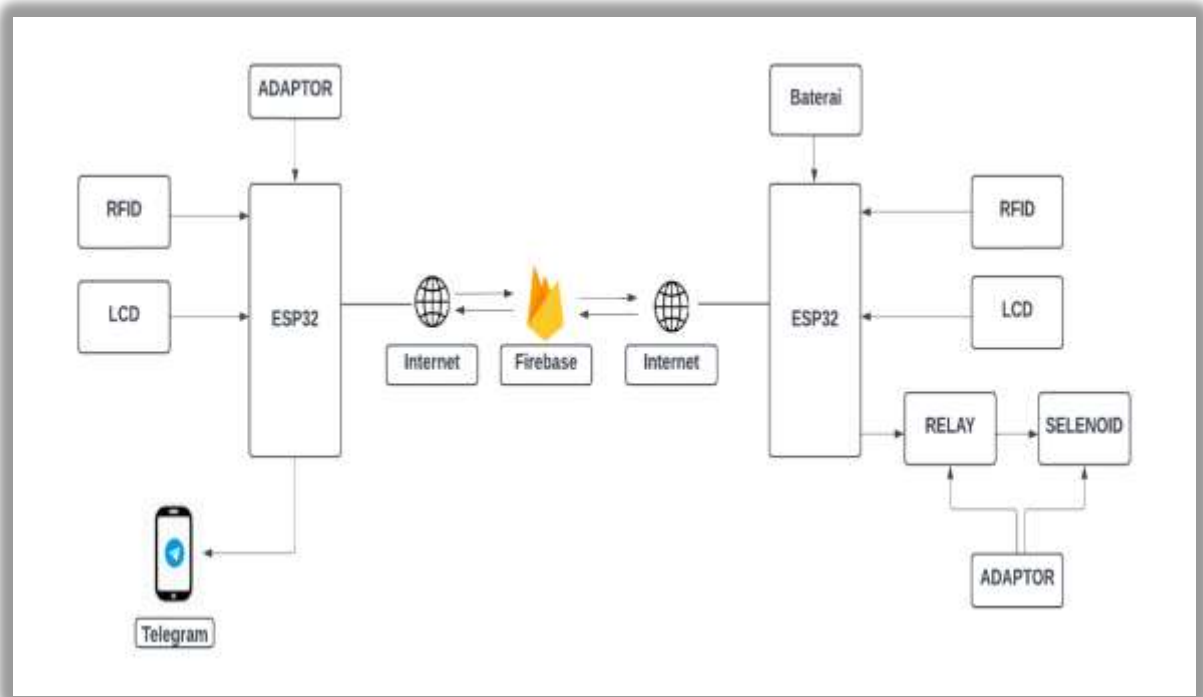 ADAPTOR
Baterai
RFID
RFID
LCD
LCD
ESP32
ESP32
Internet
Firebase
Internet
RELAY
SELENOID
ADAPTOR
Telegram